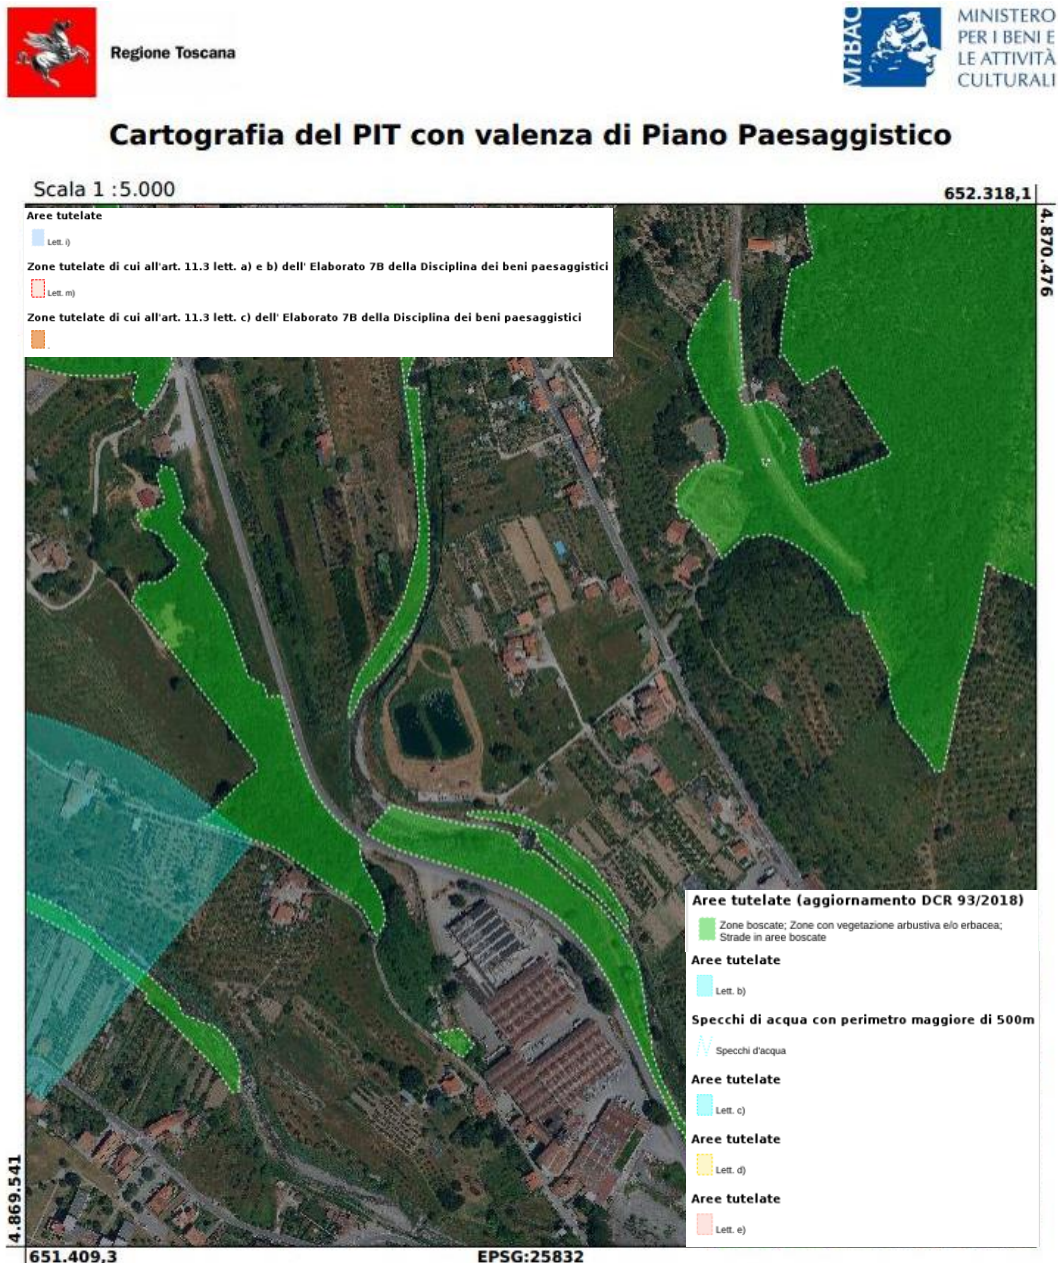 Regione Toscana
MiBAC
MINISTERO
PER I BENI E
LE ATTIVITÀ
CULTURALI
Cartografia del PIT con valenza di Piano Paesaggistico
Scala 1 :5.000
652.318,1
4.870.476
Aree tutelate
Lett. i)
Zone tutelate di cui all'art. 11.3 lett. a) e b) dell' Elaborato 7B della Disciplina dei beni paesaggistici
Lett. m)
Zone tutelate di cui all'art. 11.3 lett. c) dell' Elaborato 7B della Disciplina dei beni paesaggistici
.
Aree tutelate (aggiornamento DCR 93/2018)
Zone boscate; Zone con vegetazione arbustiva e/o erbacea;
Strade in aree boscate
Aree tutelate
Lett. b)
Specchi di acqua con perimetro maggiore di 500m
Specchi d'acqua
Aree tutelate
Lett. c)
Aree tutelate
Lett. d)
Aree tutelate
Lett. e)
4.869.541
651.409,3
EPSG:25832